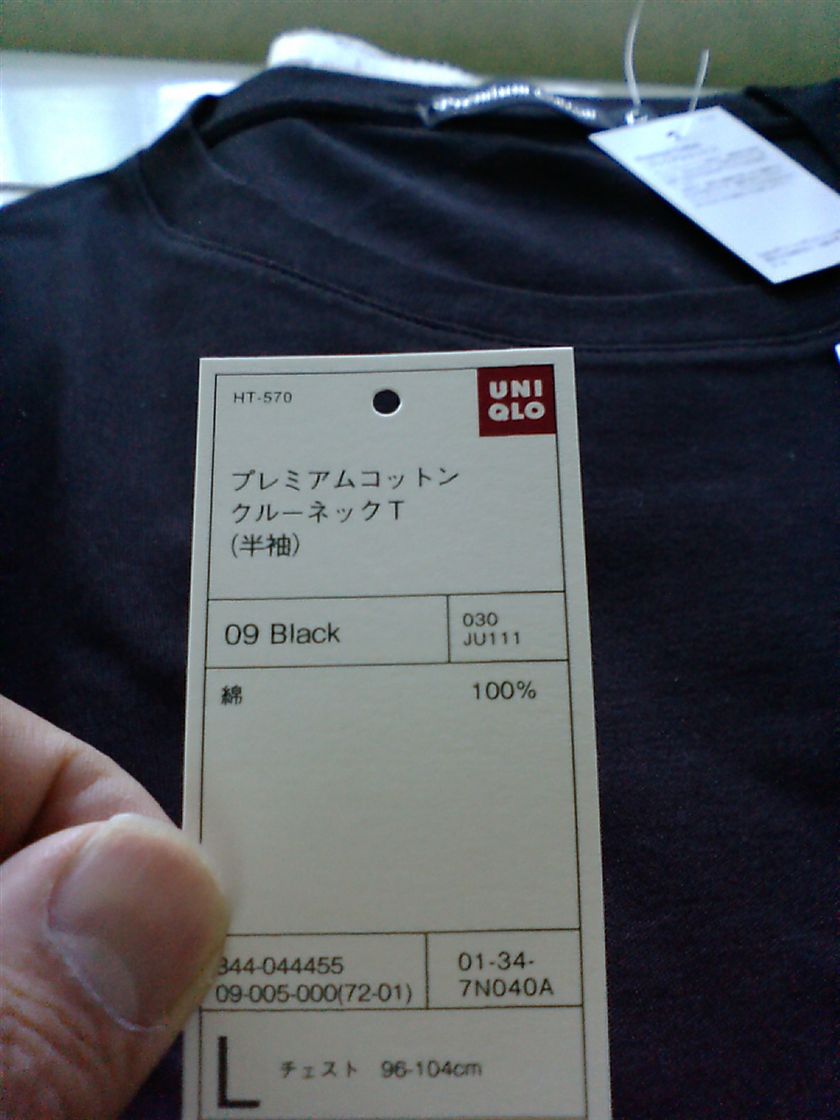 Premium Cotton
HT-570
UNI
QLO
プレミアムコットン
クルーネックT
(半袖)
09 Black
030
JU111
綿 100%
344-044455
01-34-
09-005-000(72-01)
7N040A
L チェスト 96-104cm